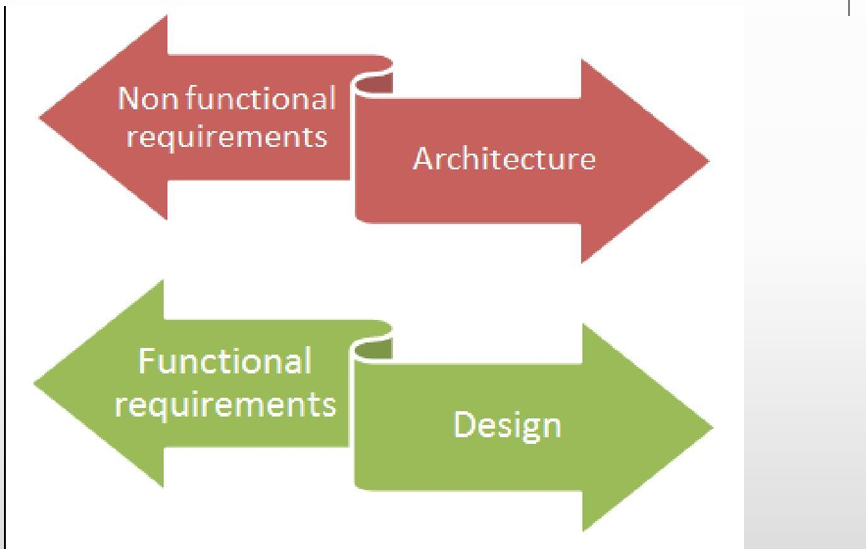 Non functional
requirements
Architecture
Functional
requirements
Design